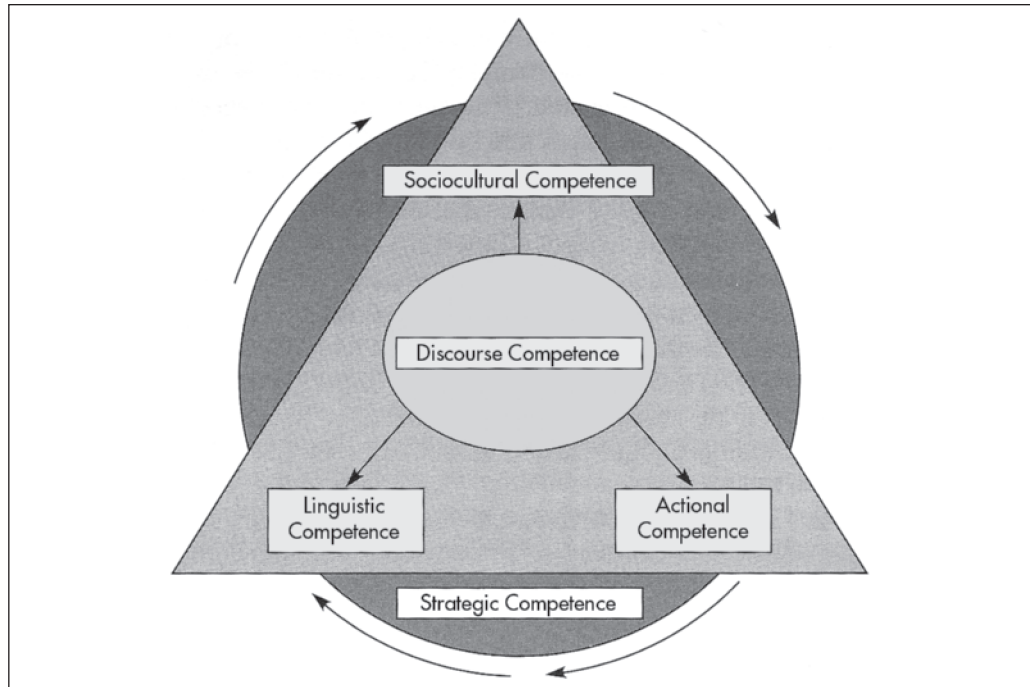 Sociocultural Competence
Discourse Competence
Linguistic
Competence
Actional
Competence
Strategic Competence